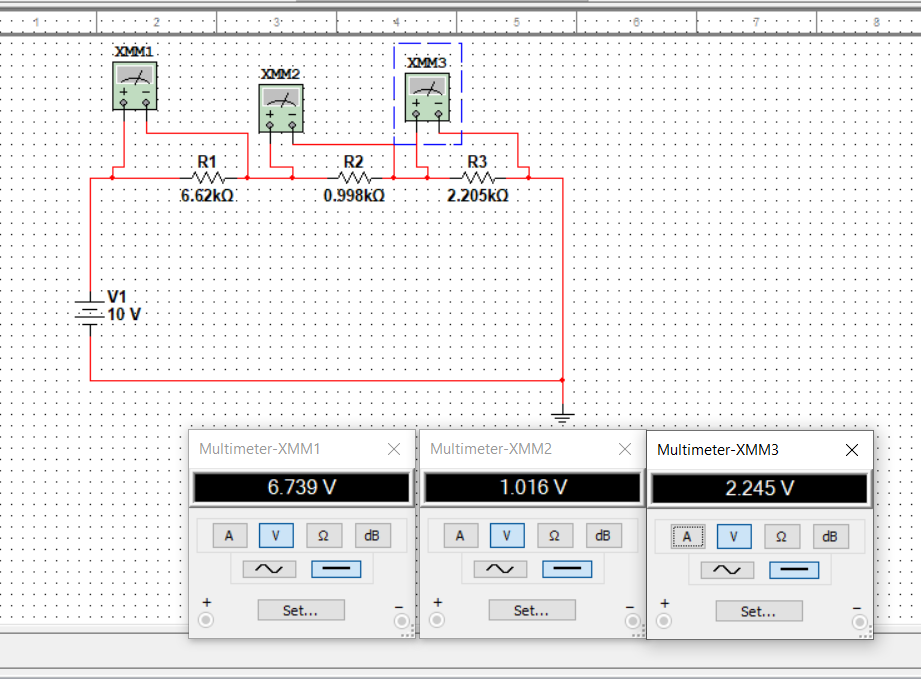 1 2 3 4 5 6 7 8
XMM1
XMM2
XMM3
+ −
+ −
+ −
R1
R2
R3
6.62kΩ
0.998kΩ
2.205kΩ
V1
10 V
Multimeter-XMM1
6.739 V
A V Ω dB
+ Set... −
Multimeter-XMM2
1.016 V
A V Ω dB
+ Set... −
Multimeter-XMM3
2.245 V
A V Ω dB
+ Set... −